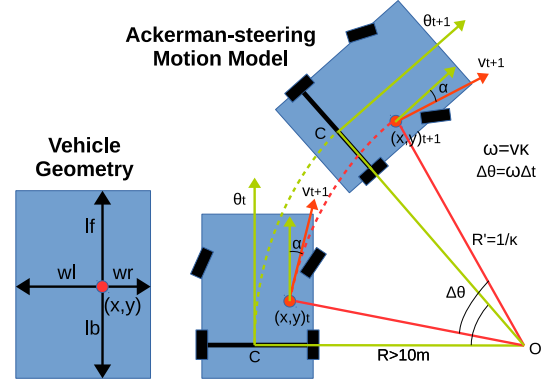 Ackerman-steering
Motion Model
Vehicle
Geometry
lf
wl
wr
(x,y)
lb
θt
vt+1
α
(x,y)t
C
θt+1
vt+1
α
C
(x,y)t+1
ω=vκ
Δθ=ωΔt
R'=1/κ
Δθ
R>10m
O